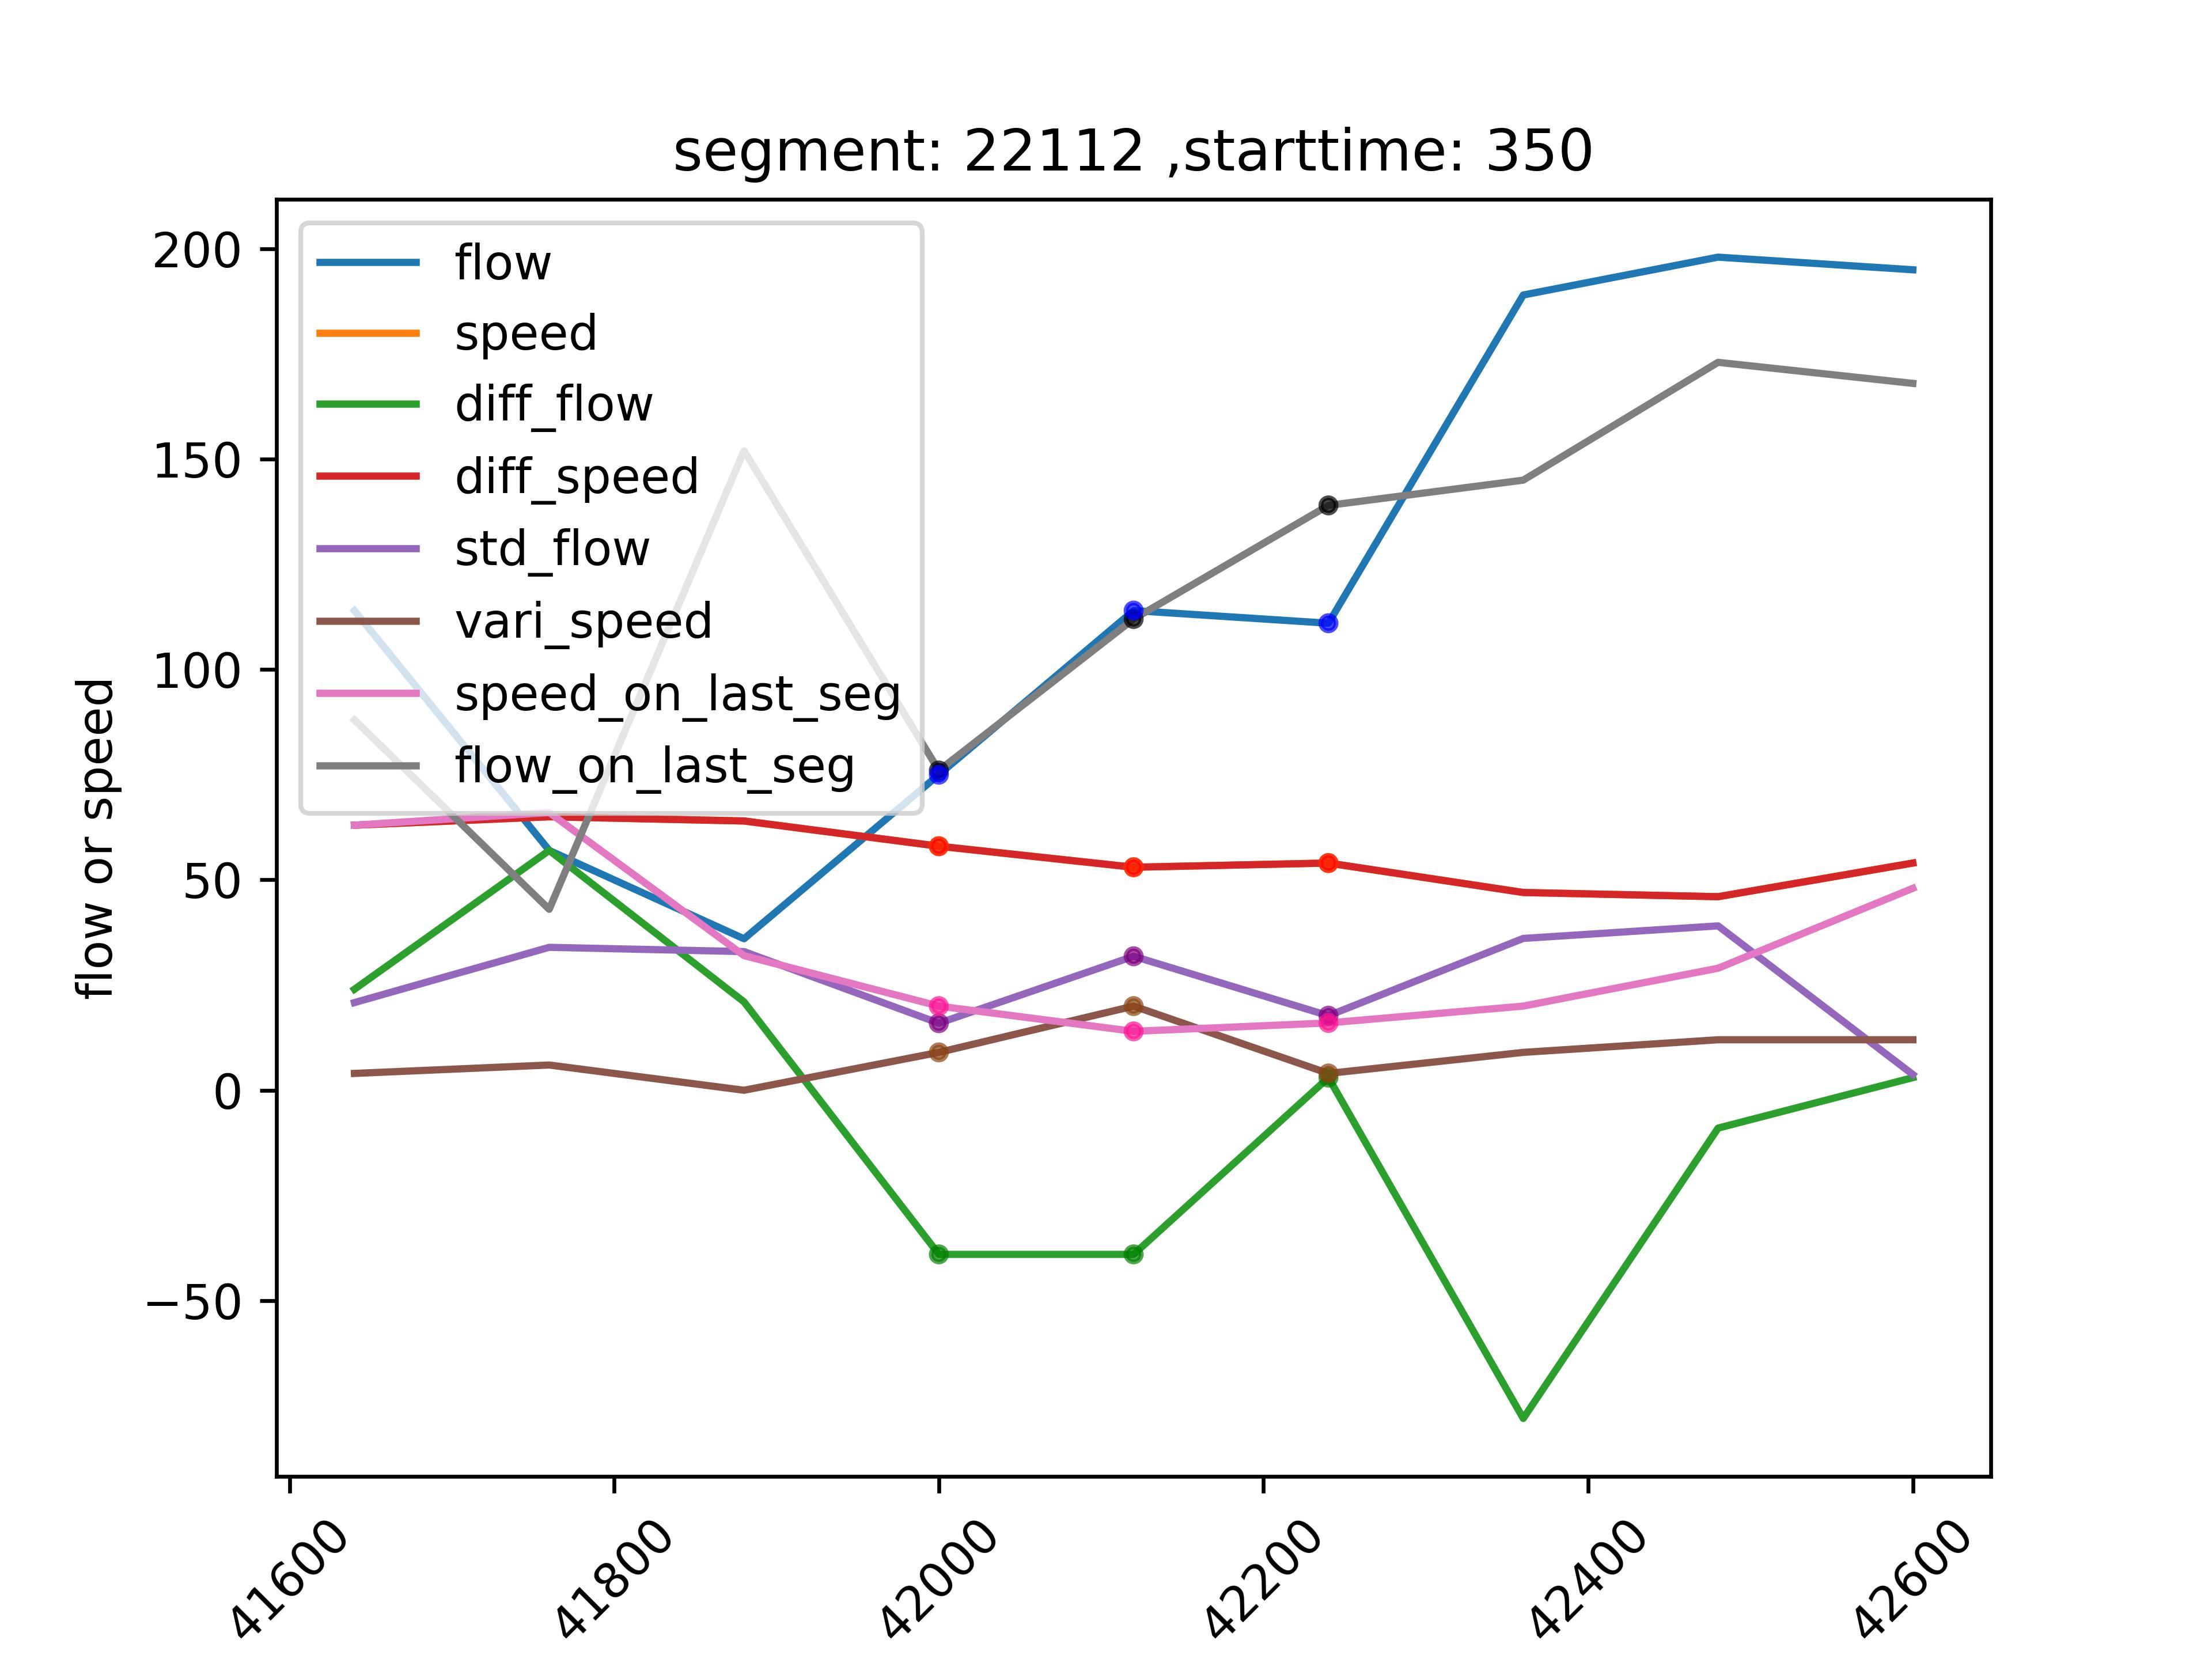 segment: 22112 ,starttime: 350
flow
speed
diff_flow
diff_speed
std_flow
vari_speed
speed_on_last_seg
flow_on_last_seg
flow or speed
200
150
100
50
0
−50
41600
41800
42000
42200
42400
42600